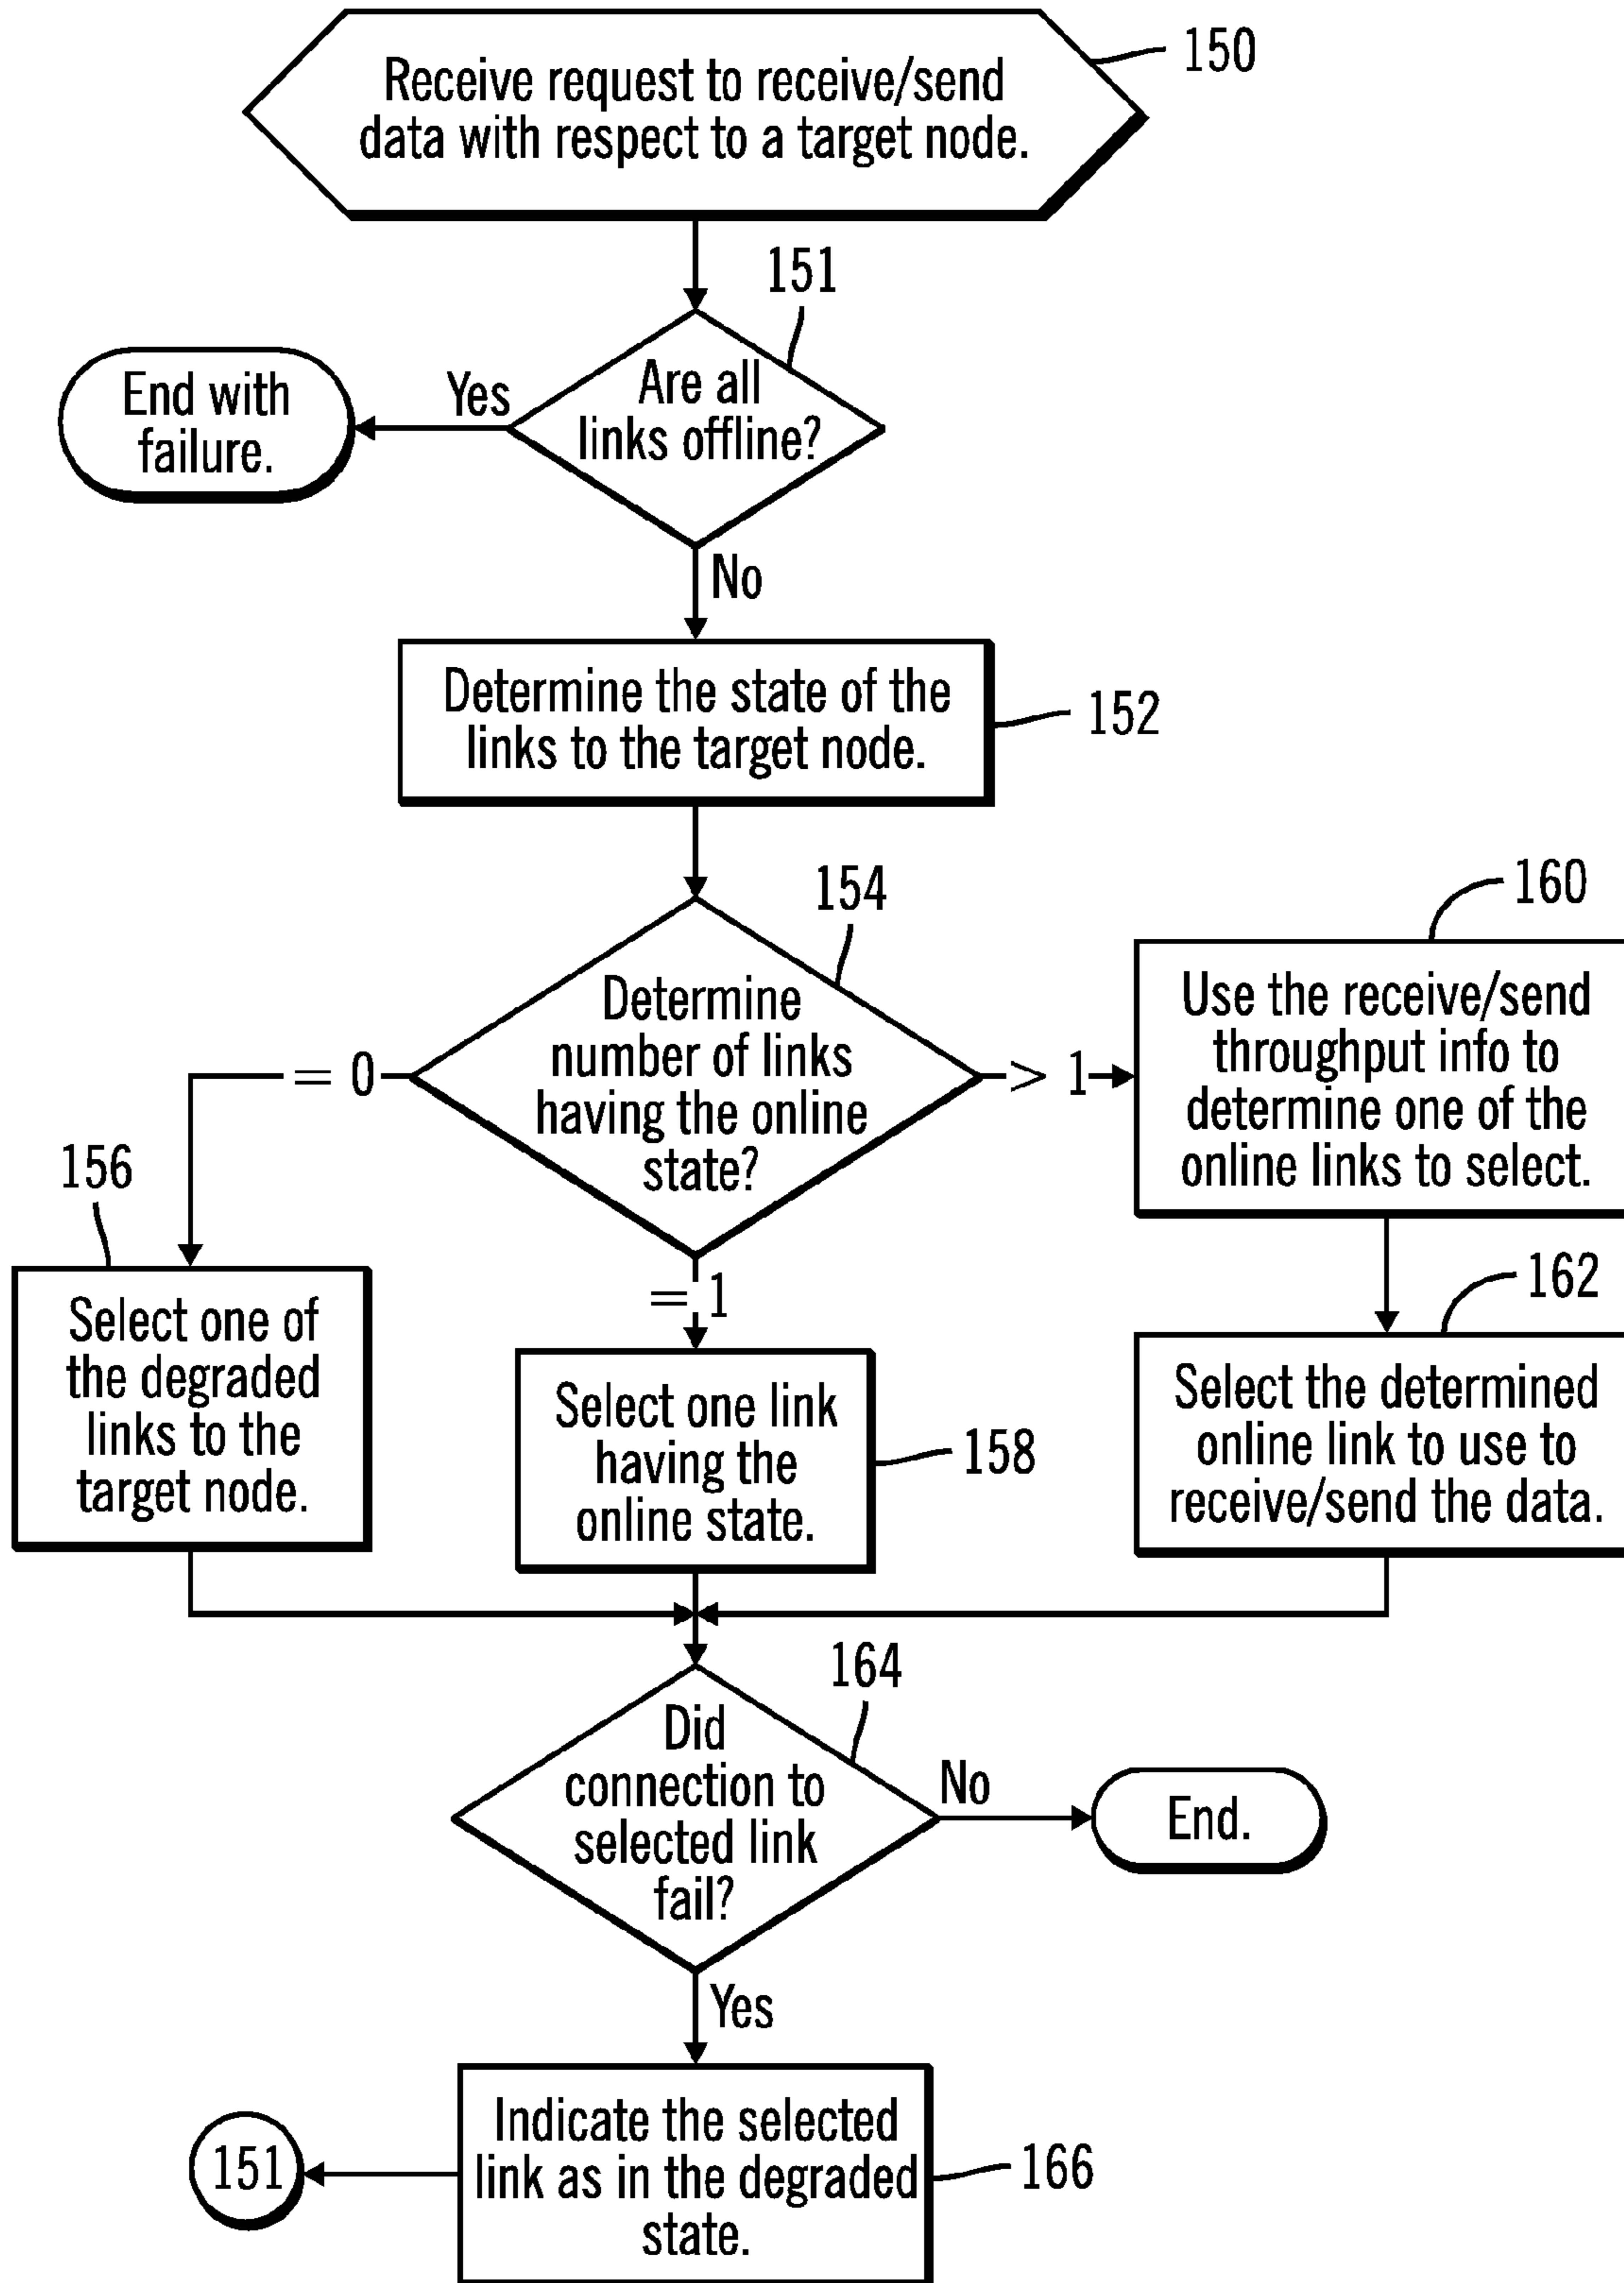 Receive request to receive/send
data with respect to a target node.
150
151
Are all
links offline?
Yes
End with
failure.
No
Determine the state of the
links to the target node.
152
154
Determine
number of links
having the online
state?
= 0
> 1
160
Use the receive/send
throughput info to
determine one of the
online links to select.
156
Select one of
the degraded
links to the
target node.
= 1
Select one link
having the
online state.
158
162
Select the determined
online link to use to
receive/send the data.
164
Did
connection to
selected link
fail?
No
End.
Yes
Indicate the selected
link as in the degraded
state.
166
151